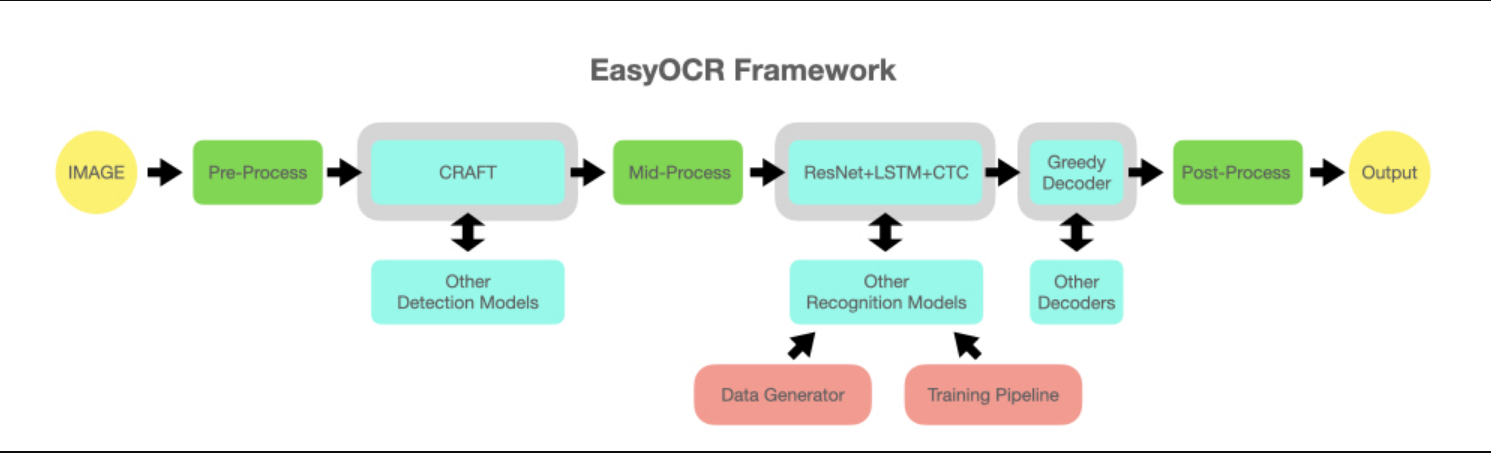 EasyOCR Framework
IMAGE
Pre-Process
CRAFT
Mid-Process
ResNet+LSTM+CTC
Greedy
Decoder
Post-Process
Output
Other
Detection Models
Other
Recognition Models
Other
Decoders
Data Generator
Training Pipeline